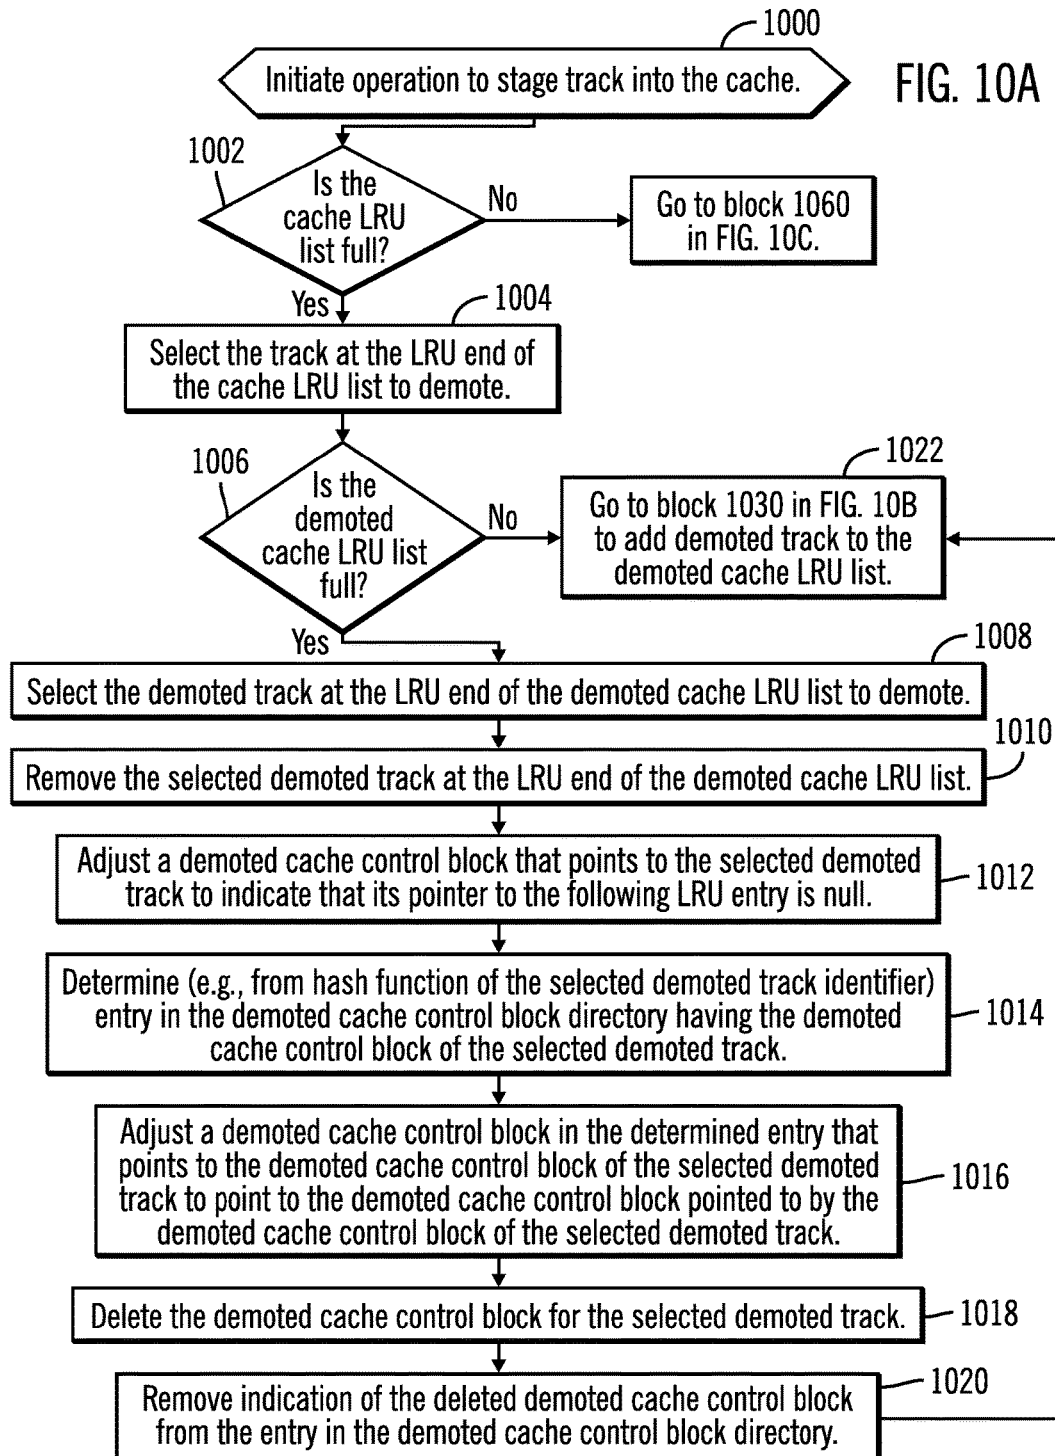 1000
Initiate operation to stage track into the cache.
FIG. 10A
1002
Is the
cache LRU
list full?
No
Go to block 1060
in FIG. 10C.
Yes
1004
Select the track at the LRU end of
the cache LRU list to demote.
1006
Is the
demoted
cache LRU list
full?
No
1022
Go to block 1030 in FIG. 10B
to add demoted track to the
demoted cache LRU list.
Yes
1008
Select the demoted track at the LRU end of the demoted cache LRU list to demote.
1010
Remove the selected demoted track at the LRU end of the demoted cache LRU list.
Adjust a demoted cache control block that points to the selected demoted
track to indicate that its pointer to the following LRU entry is null.
1012
Determine (e.g., from hash function of the selected demoted track identifier)
entry in the demoted cache control block directory having the demoted
cache control block of the selected demoted track.
1014
Adjust a demoted cache control block in the determined entry that
points to the demoted cache control block of the selected demoted
track to point to the demoted cache control block pointed to by the
demoted cache control block of the selected demoted track.
1016
Delete the demoted cache control block for the selected demoted track.
1018
Remove indication of the deleted demoted cache control block
from the entry in the demoted cache control block directory.
1020